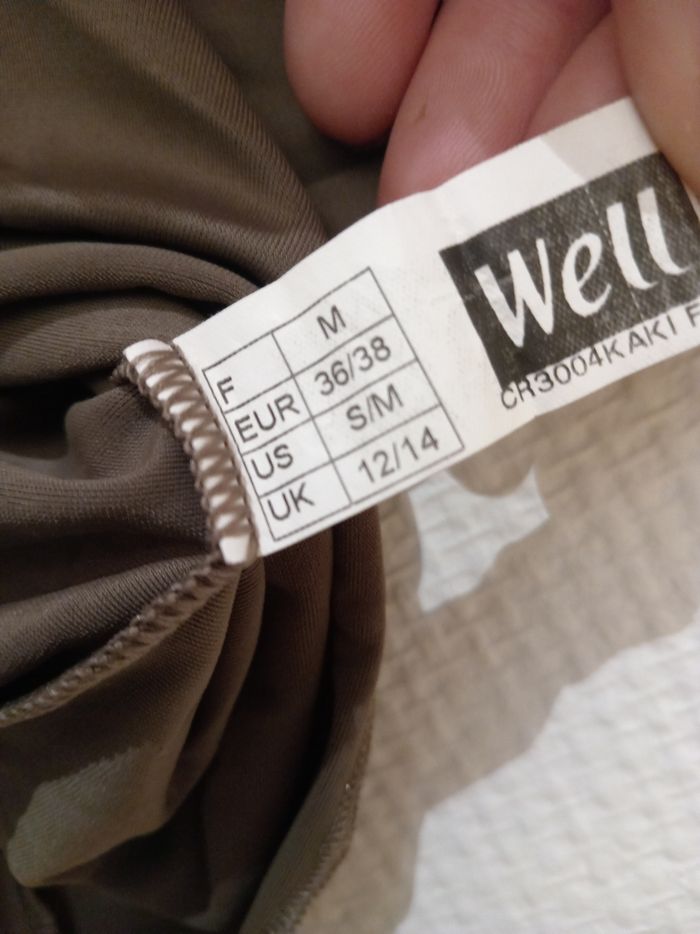 F M
EUR 36/38
US S/M
UK 12/14
Well
CR3004KAKI F